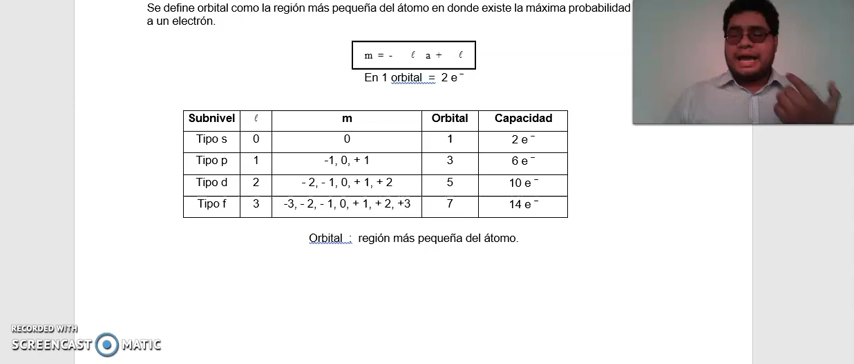 Se define orbital como la región más pequeña del átomo en donde existe la máxima probabilidad
a un electrón.
m = - ℓ a + ℓ
En 1 orbital = 2 e⁻
Subnivel ℓ m Orbital Capacidad
Tipo s 0 0 1 2 e⁻
Tipo p 1 -1, 0, + 1 3 6 e⁻
Tipo d 2 - 2, - 1, 0, + 1, + 2 5 10 e⁻
Tipo f 3 -3, - 2, - 1, 0, + 1, + 2, +3 7 14 e⁻
Orbital : región más pequeña del átomo.
RECORDED WITH
SCREENCAST MATIC